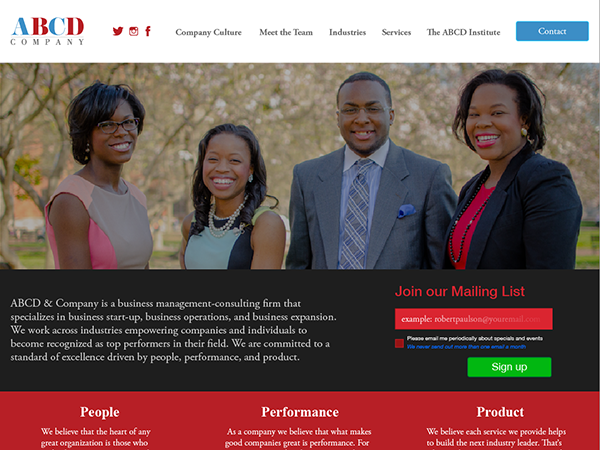 ABCD
COMPANY
Company Culture
Meet the Team
Industries
Services
The ABCD Institute
Contact
ABCD & Company is a business management-consulting firm that
specializes in business start-up, business operations, and business expansion.
We work across industries empowering companies and individuals to
become recognized as top performers in their field. We are committed to a
standard of excellence driven by people, performance, and product.
Join our Mailing List
example: robertpaulson@youremail.com
Please email me periodically about specials and events
We never send out more than one email a month
Sign up
People
We believe that the heart of any
great organization is those who
Performance
As a company we believe that what makes
good companies great is performance. For
Product
We believe each service we provide helps
to build the next industry leader. That's